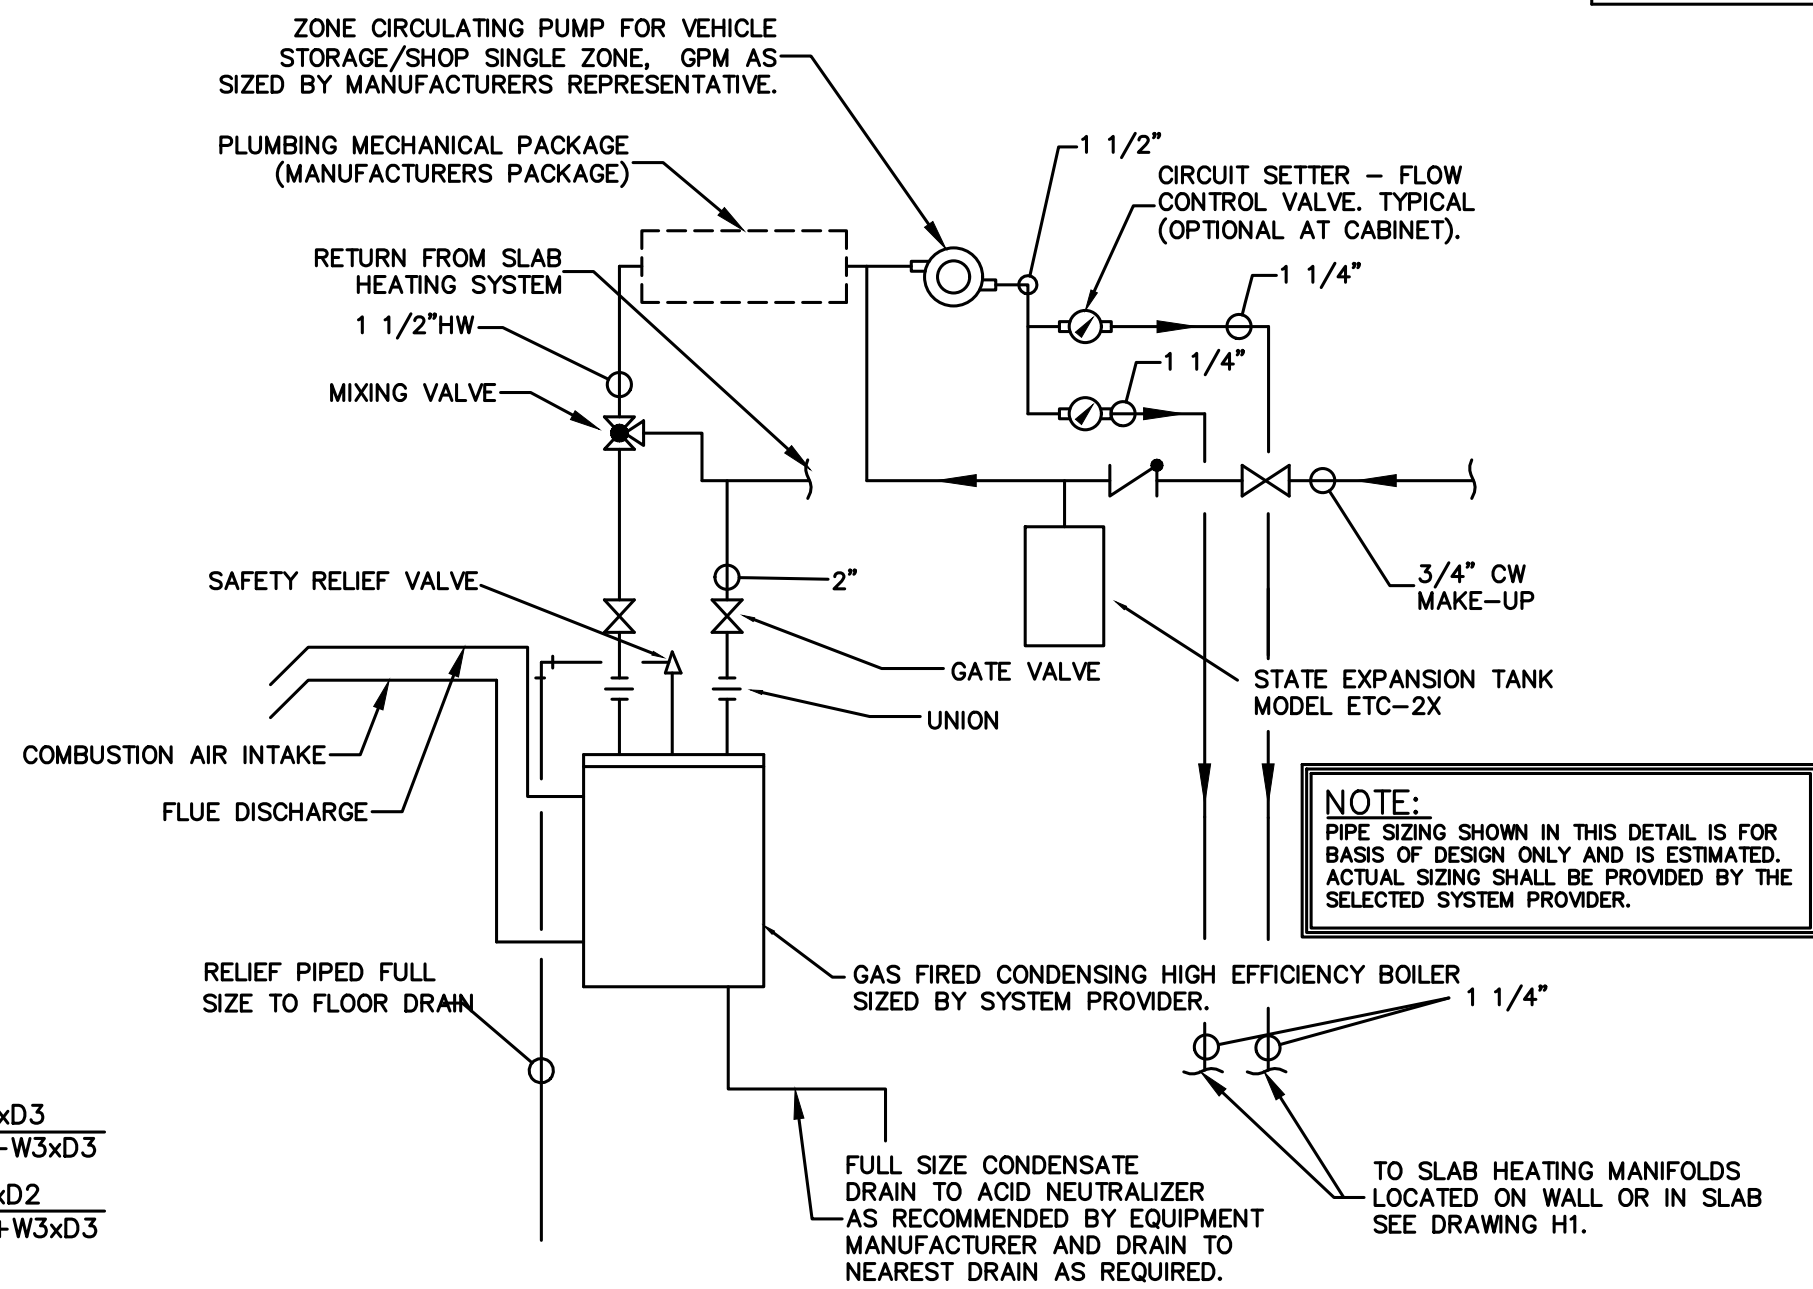 ZONE CIRCULATING PUMP FOR VEHICLE
STORAGE/SHOP SINGLE ZONE, GPM AS
SIZED BY MANUFACTURERS REPRESENTATIVE.
PLUMBING MECHANICAL PACKAGE
(MANUFACTURERS PACKAGE)
1 1/2”
CIRCUIT SETTER – FLOW
CONTROL VALVE. TYPICAL
(OPTIONAL AT CABINET).
RETURN FROM SLAB
HEATING SYSTEM
1 1/4”
1 1/2”HW
1 1/4”
MIXING VALVE
SAFETY RELIEF VALVE
2”
3/4” CW
MAKE–UP
GATE VALVE
STATE EXPANSION TANK
MODEL ETC–2X
UNION
COMBUSTION AIR INTAKE
FLUE DISCHARGE
NOTE:
PIPE SIZING SHOWN IN THIS DETAIL IS FOR
BASIS OF DESIGN ONLY AND IS ESTIMATED.
ACTUAL SIZING SHALL BE PROVIDED BY THE
SELECTED SYSTEM PROVIDER.
RELIEF PIPED FULL
SIZE TO FLOOR DRAIN
GAS FIRED CONDENSING HIGH EFFICIENCY BOILER
SIZED BY SYSTEM PROVIDER.
1 1/4”
xD3
-W3xD3
xD2
+W3xD3
FULL SIZE CONDENSATE
DRAIN TO ACID NEUTRALIZER
AS RECOMMENDED BY EQUIPMENT
MANUFACTURER AND DRAIN TO
NEAREST DRAIN AS REQUIRED.
TO SLAB HEATING MANIFOLDS
LOCATED ON WALL OR IN SLAB
SEE DRAWING H1.